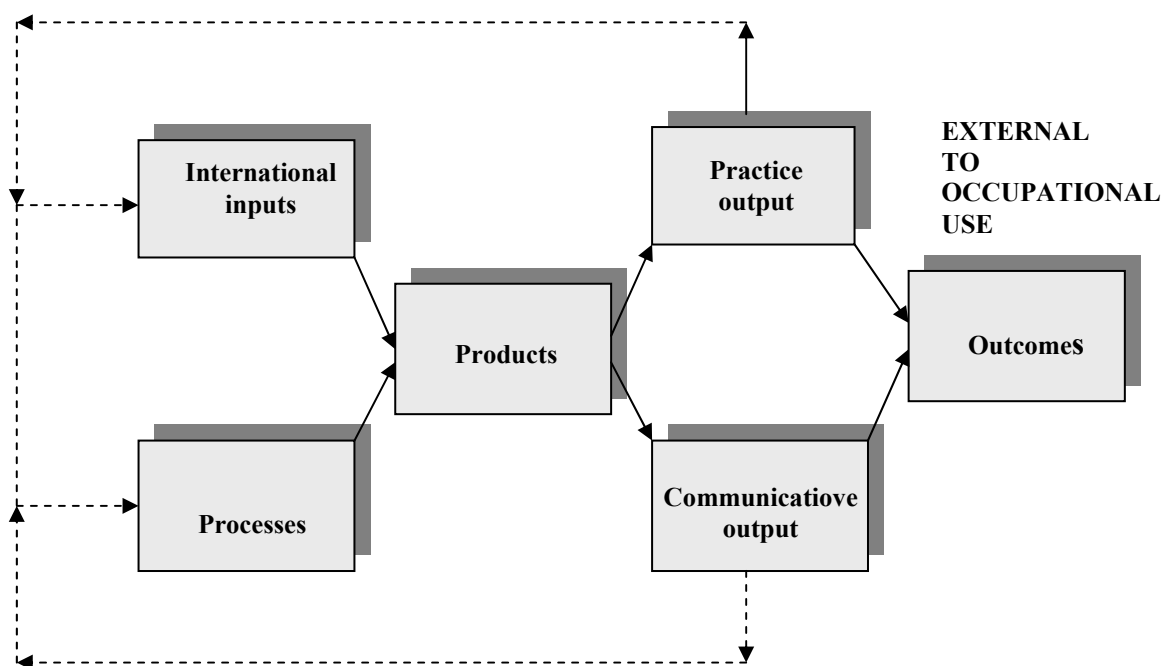 International
inputs
Processes
Products
Practice
output
Communicatiove
output
EXTERNAL
TO
OCCUPATIONAL
USE
Outcomes